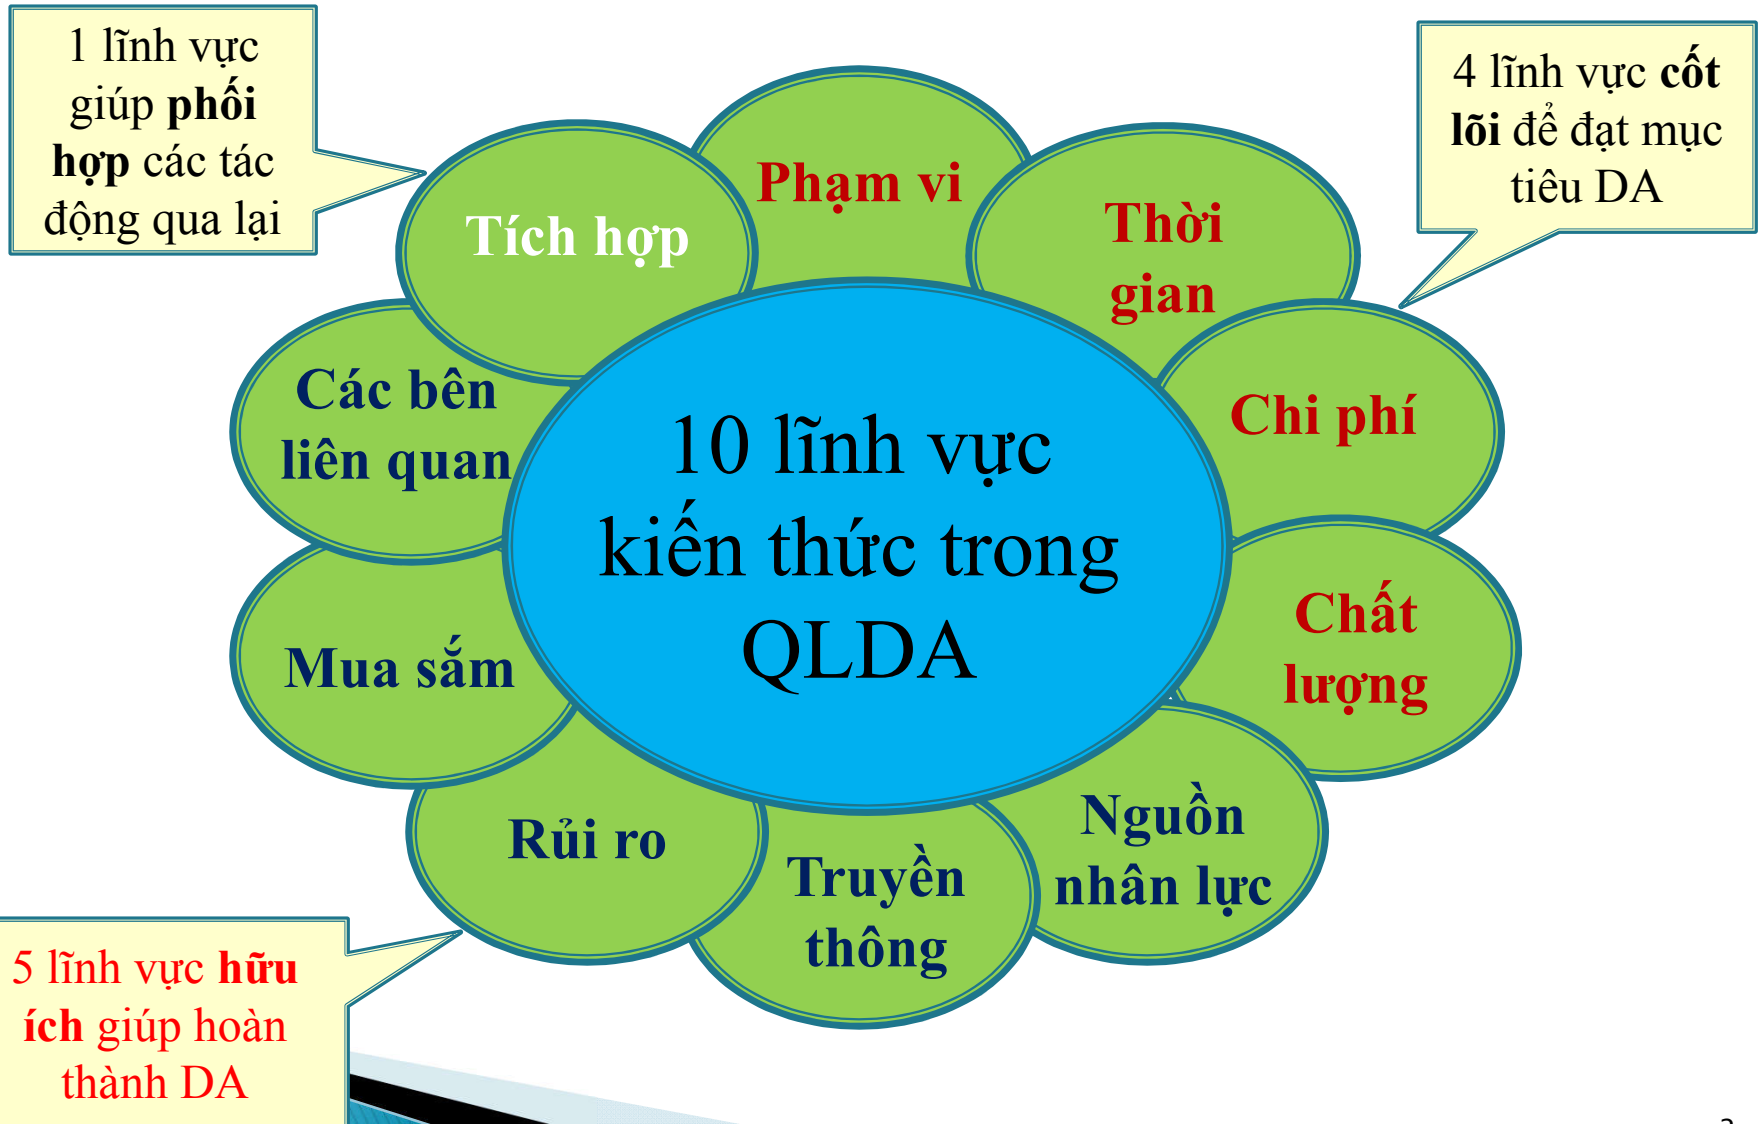 1 lĩnh vực
giúp phối
hợp các tác
động qua lại
4 lĩnh vực cốt
lõi để đạt mục
tiêu DA
Tích hợp
Phạm vi
Thời
gian
Chi phí
Chất
lượng
Nguồn
nhân lực
Truyền
thông
Rủi ro
Mua sắm
Các bên
liên quan
10 lĩnh vực
kiến thức trong
QLDA
5 lĩnh vực hữu
ích giúp hoàn
thành DA